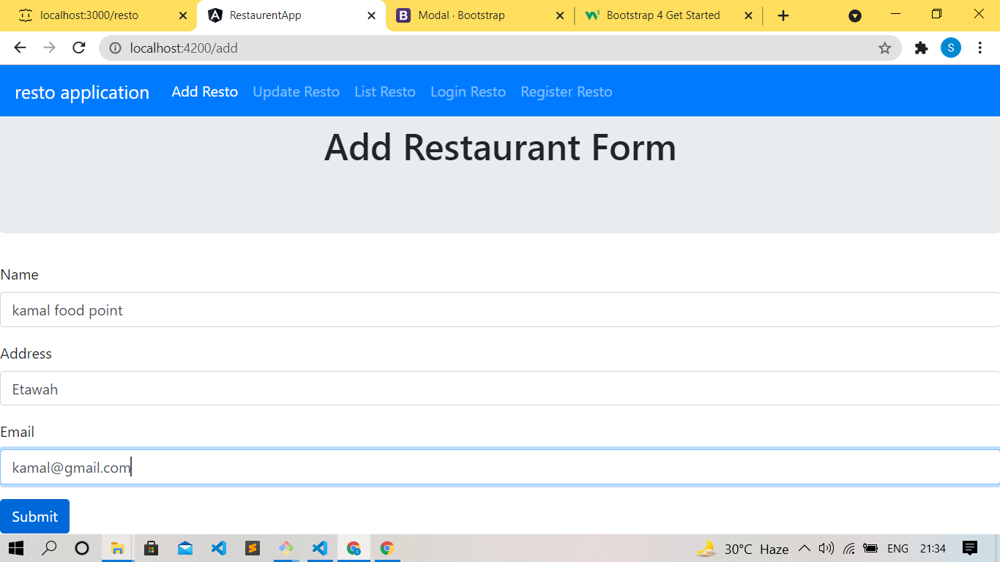 localhost:3000/resto RestaurentApp Modal · Bootstrap Bootstrap 4 Get Started
localhost:4200/add S
resto application Add Resto Update Resto List Resto Login Resto Register Resto
Add Restaurant Form
Name
kamal food point
Address
Etawah
Email
kamal@gmail.com
Submit
30°C Haze ENG 21:34